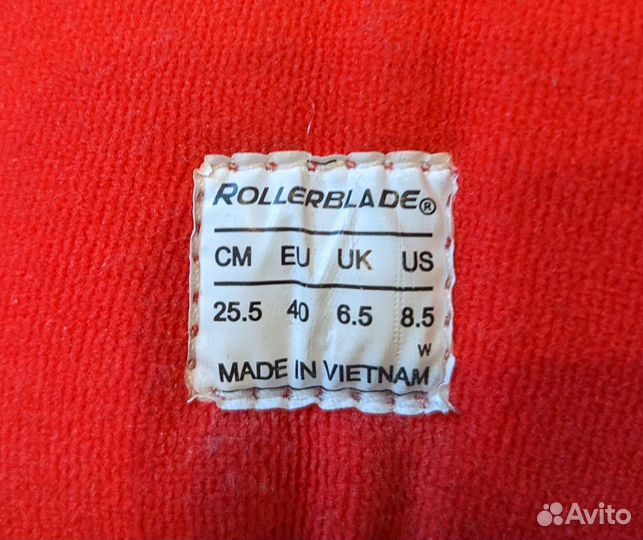 ROLLERBLADE®
CM EU UK US
25.5 40 6.5 8.5
W
MADE IN VIETNAM
Avito